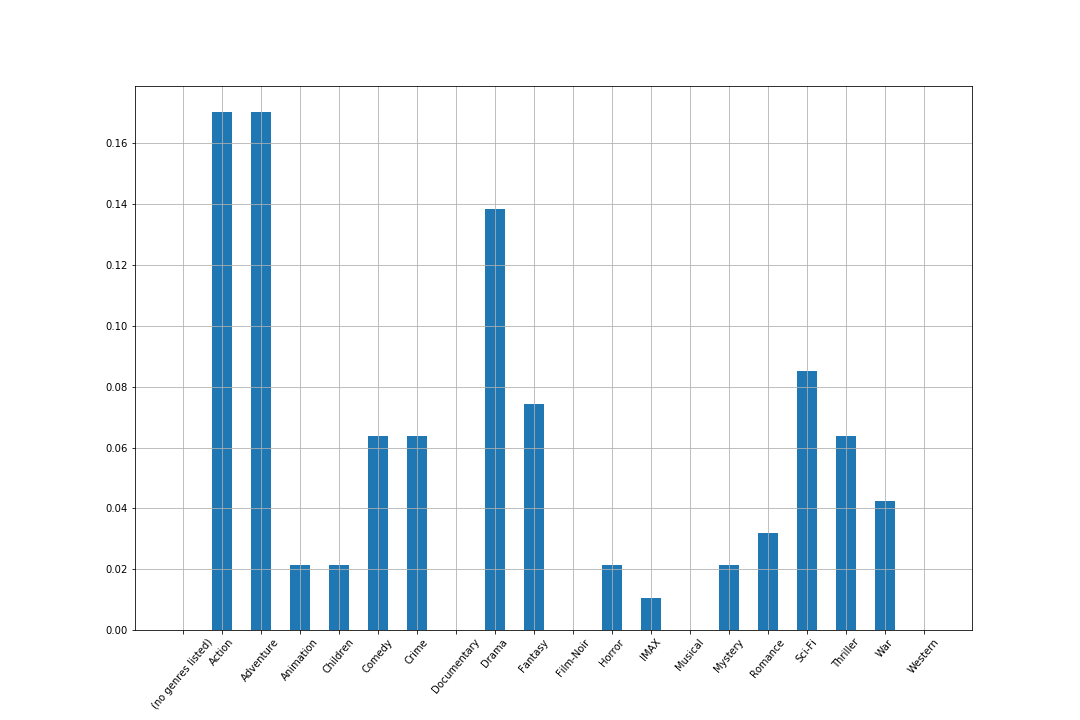 0.16
0.14
0.12
0.10
0.08
0.06
0.04
0.02
0.00
(no genres listed)
Action
Adventure
Animation
Children
Comedy
Crime
Documentary
Drama
Fantasy
Film-Noir
Horror
IMAX
Musical
Mystery
Romance
Sci-Fi
Thriller
War
Western